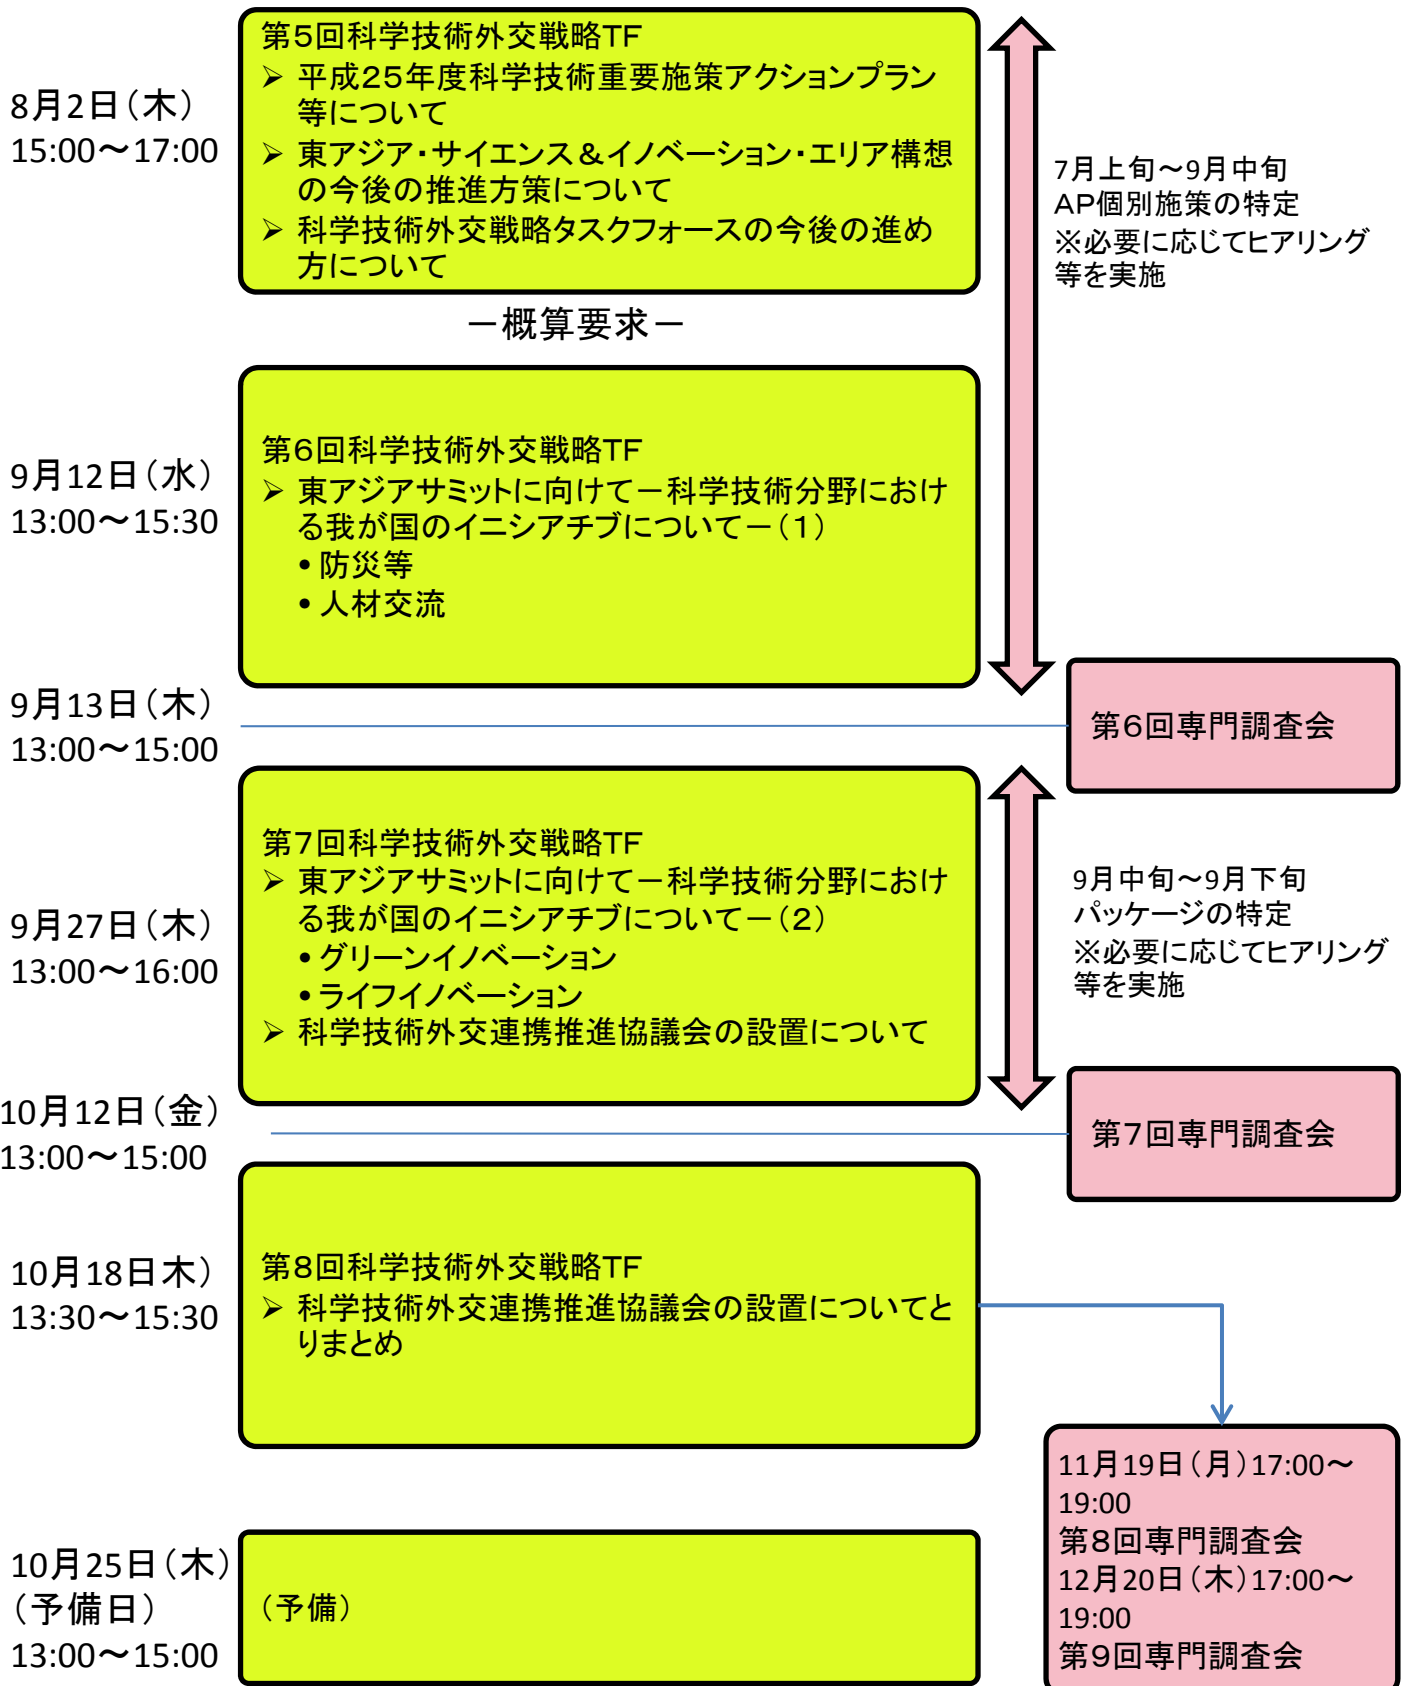 8月2日（木）
15:00～17:00
第5回科学技術外交戦略TF
➢ 平成25年度科学技術重要施策アクションプラン
等について
➢ 東アジア・サイエンス＆イノベーション・エリア構想
の今後の推進方策について
➢ 科学技術外交戦略タスクフォースの今後の進め
方について
7月上旬～9月中旬
AP個別施策の特定
※必要に応じてヒアリング
等を実施
－概算要求－
9月12日（水）
13:00～15:30
第6回科学技術外交戦略TF
➢ 東アジアサミットに向けて－科学技術分野におけ
る我が国のイニシアチブについて－（1）
• 防災等
• 人材交流
9月13日（木）
13:00～15:00
第6回専門調査会
9月27日（木）
13:00～16:00
第7回科学技術外交戦略TF
➢ 東アジアサミットに向けて－科学技術分野におけ
る我が国のイニシアチブについて－（2）
• グリーンイノベーション
• ライフイノベーション
➢ 科学技術外交連携推進協議会の設置について
9月中旬～9月下旬
パッケージの特定
※必要に応じてヒアリング
等を実施
10月12日（金）
13:00～15:00
第7回専門調査会
10月18日木）
13:30～15:30
第8回科学技術外交戦略TF
➢ 科学技術外交連携推進協議会の設置についてと
りまとめ
11月19日（月）17:00～
19:00
第8回専門調査会
12月20日（木）17:00～
19:00
第9回専門調査会
10月25日（木）
（予備日）
13:00～15:00
（予備）